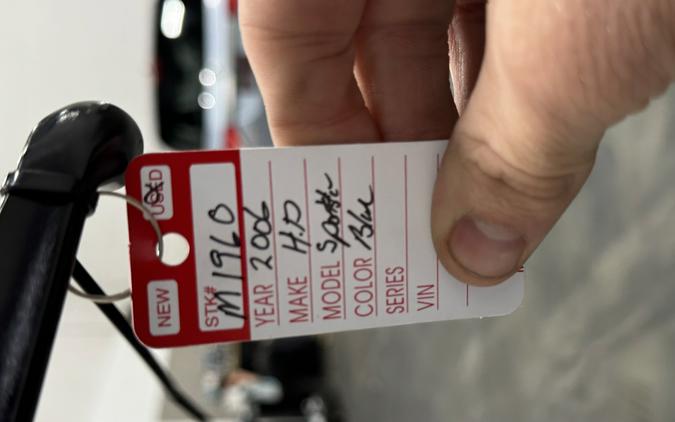 NEW USED
STK# M1960
YEAR 2006
MAKE H.D
MODEL Sportster
COLOR Blue
SERIES
VIN